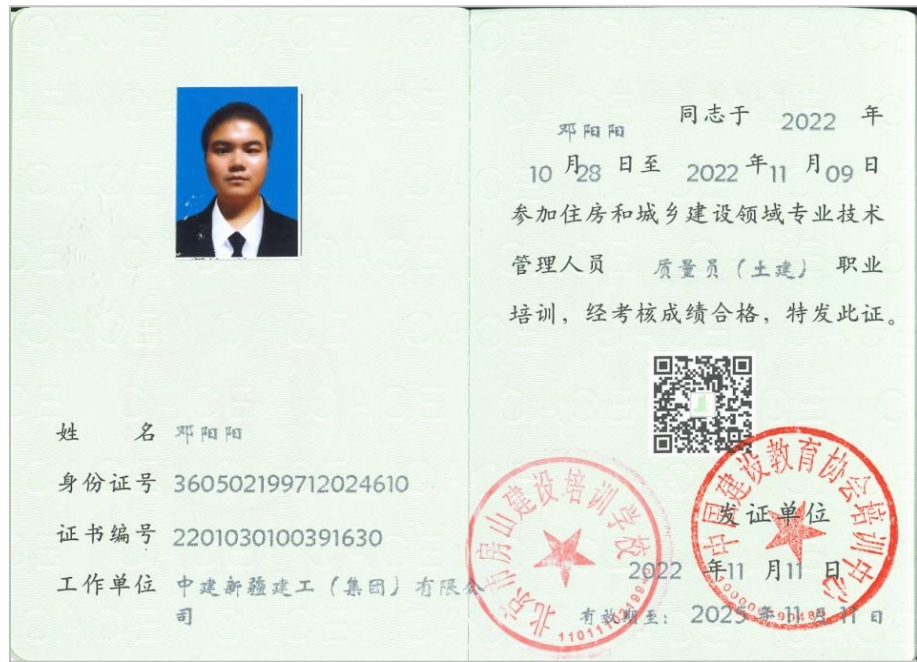 姓 名 邓阳阳
身份证号 360502199712024610
证书编号 2201030100391630
工作单位 中建新疆建工（集团）有限公
司
邓阳阳 同志于 2022 年
10 月 28 日至 2022 年 11 月 09 日
参加住房和城乡建设领域专业技术
管理人员 质量员（土建） 职业
培训，经考核成绩合格，特发此证。
北京市房山建设培训学校
中国建设教育协会培训中心
发证单位
2022 年 11 月 11 日
有效期至： 2025 年 11 月 11 日